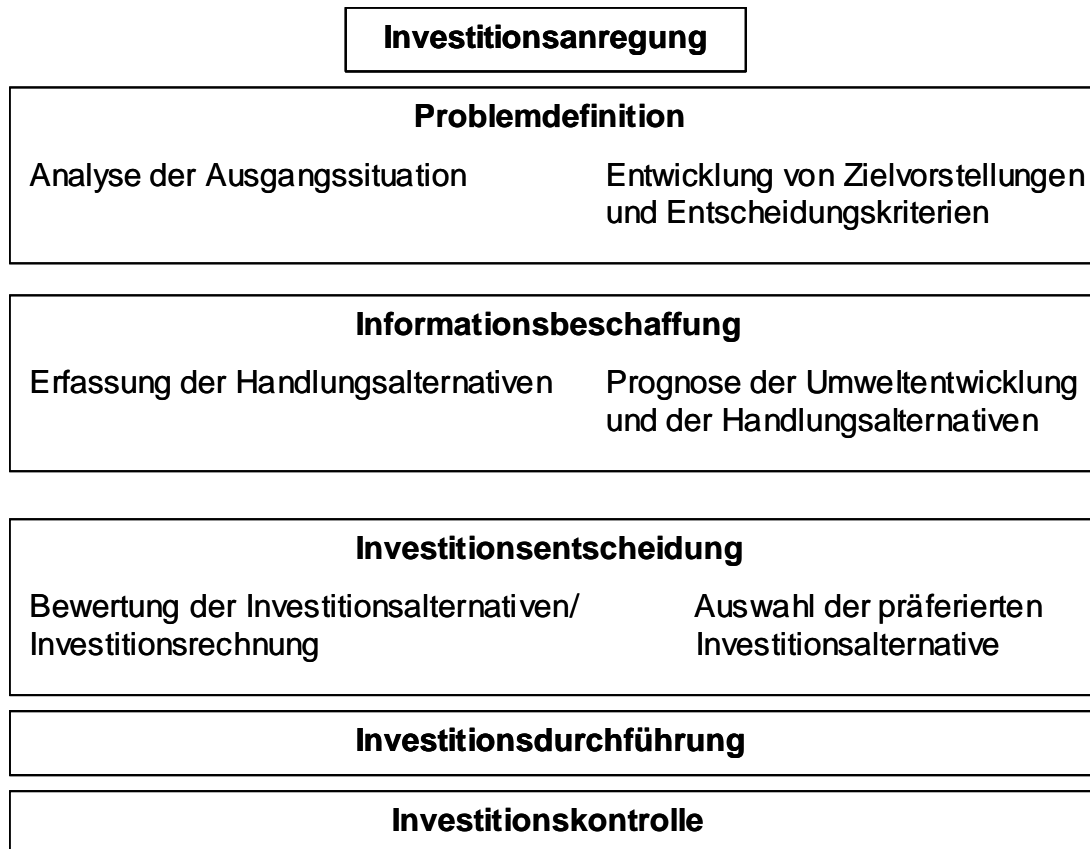 Investitionsanregung
Problemdefinition
Analyse der Ausgangssituation
Entwicklung von Zielvorstellungen
und Entscheidungskriterien
Informationsbeschaffung
Erfassung der Handlungsalternativen
Prognose der Umweltentwicklung
und der Handlungsalternativen
Investitionsentscheidung
Bewertung der Investitionsalternativen/
Investitionsrechnung
Auswahl der präferierten
Investitionsalternative
Investitionsdurchführung
Investitionskontrolle